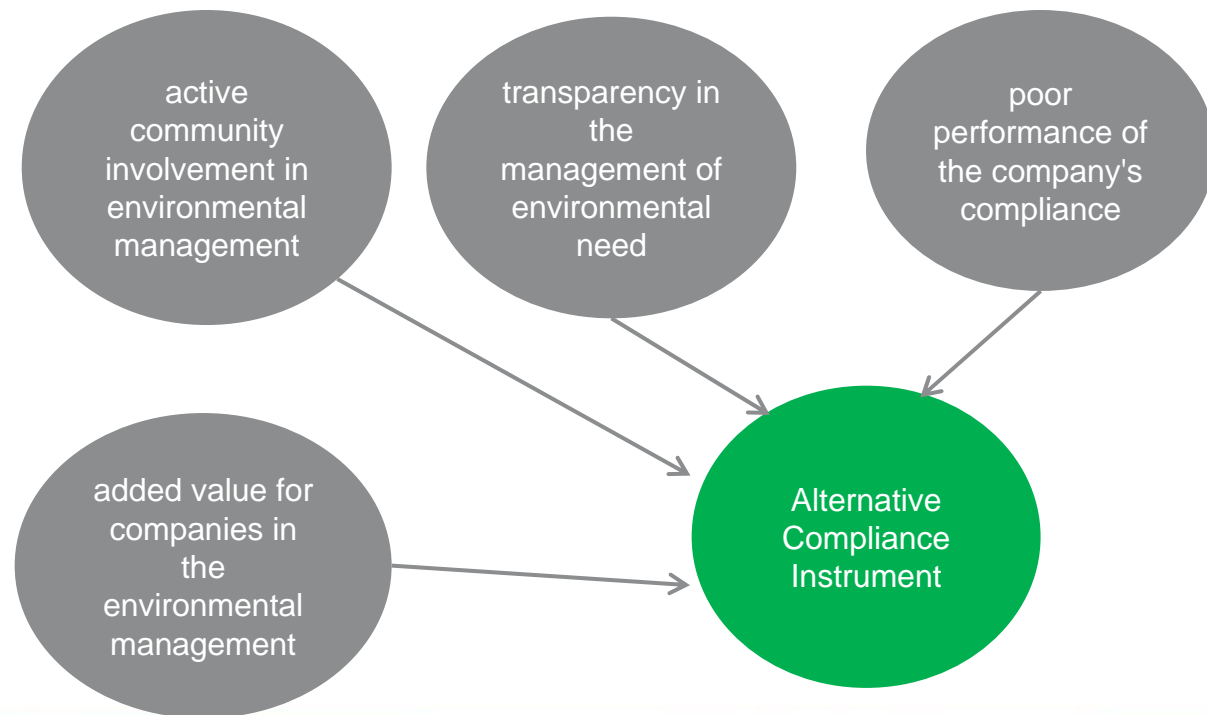 active
community
involvement in
environmental
management
transparency in
the
management of
environmental
need
poor
performance of
the company's
compliance
added value for
companies in
the
environmental
management
Alternative
Compliance
Instrument